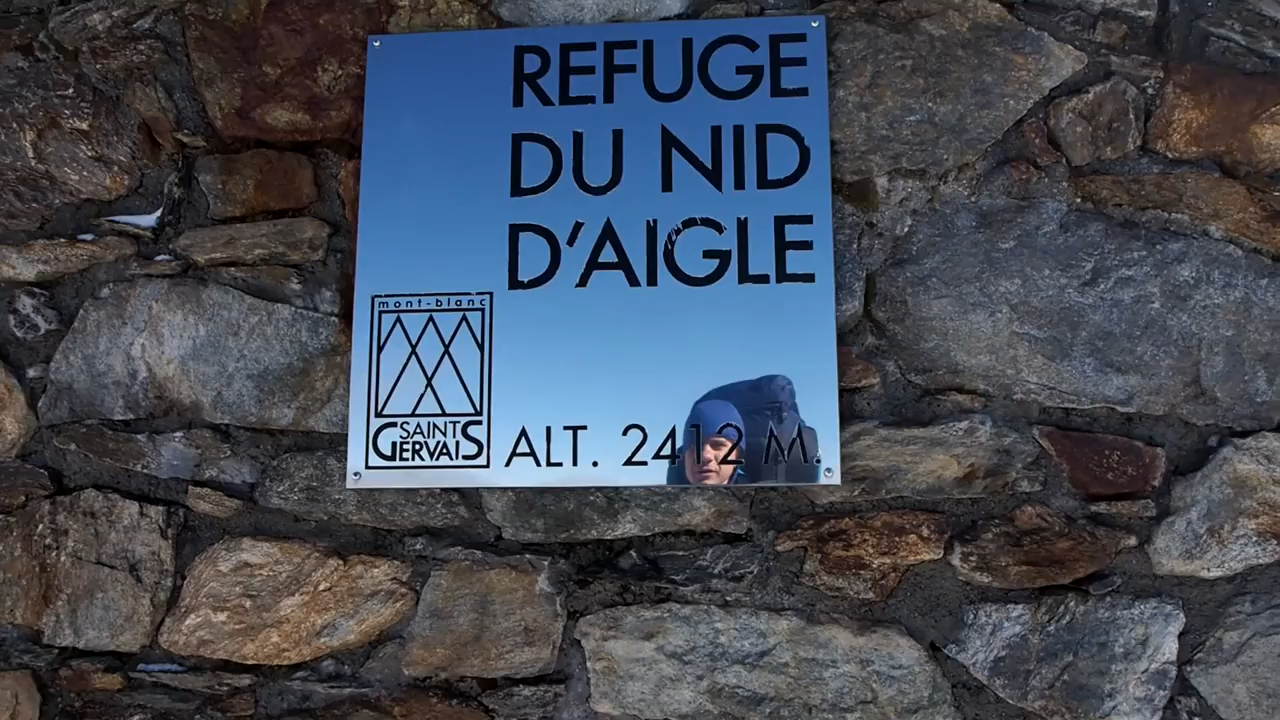 REFUGE
DU NID
D'AIGLE
mont-blanc
SAINT
GERVAIS
ALT. 2412 M.